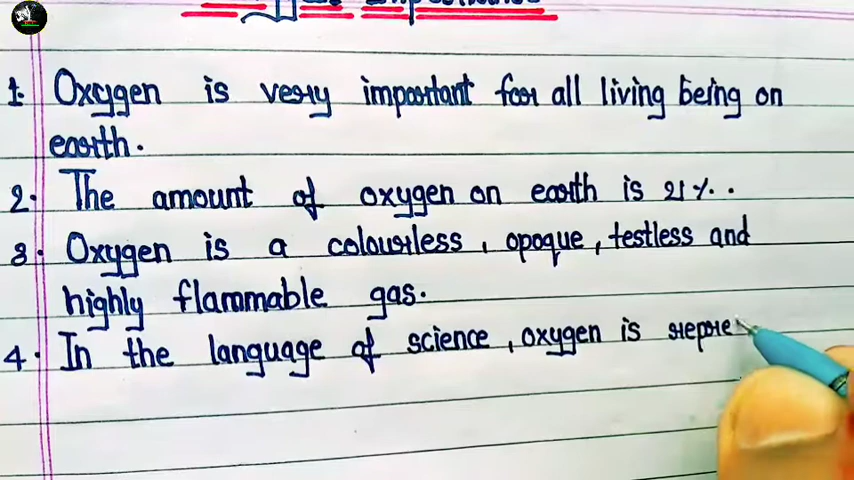 1. Oxygen is very important for all living being on
earth.
2. The amount of oxygen on earth is 21%.
3. Oxygen is a colourless, opoque, testless and
highly flammable gas.
4. In the language of science, oxygen is repre